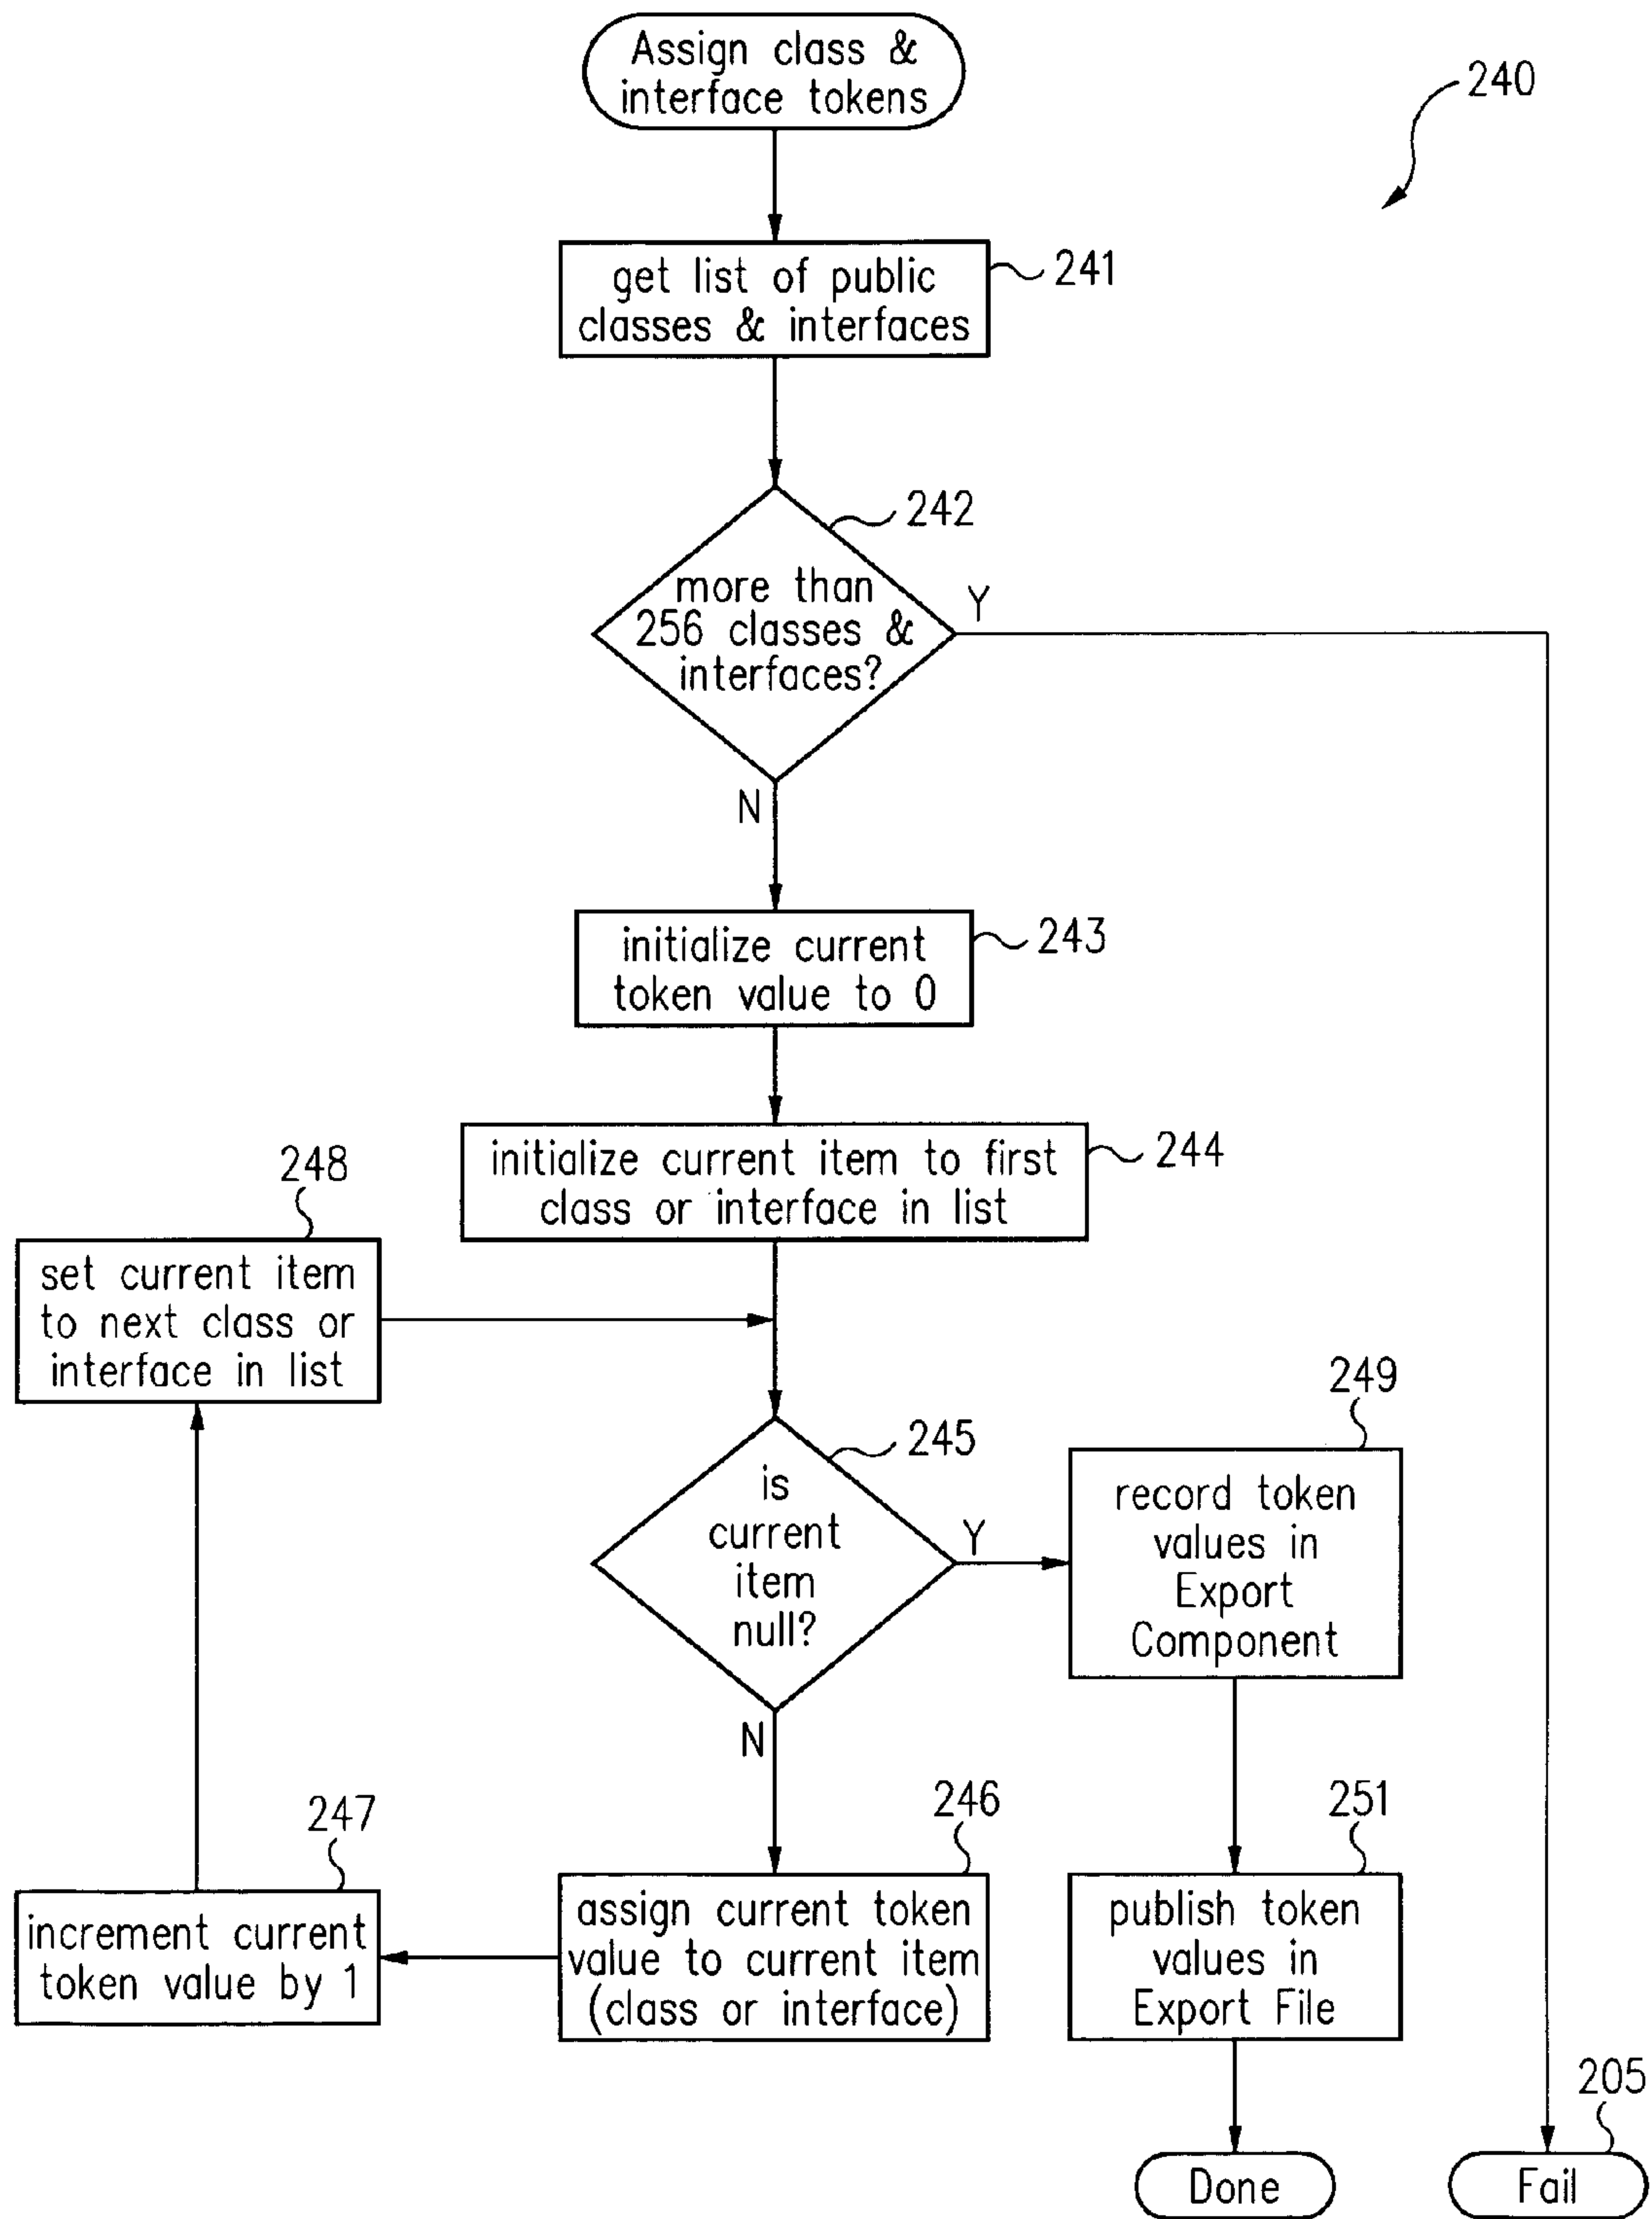 Assign class &
interface tokens
240
get list of public
classes & interfaces
241
242
more than
256 classes &
interfaces?
Y
N
initialize current
token value to 0
243
initialize current item to first
class or interface in list
244
248
set current item
to next class or
interface in list
245
is
current
item
null?
Y
N
249
record token
values in
Export
Component
247
increment current
token value by 1
246
assign current token
value to current item
(class or interface)
251
publish token
values in
Export File
Done
205
Fail